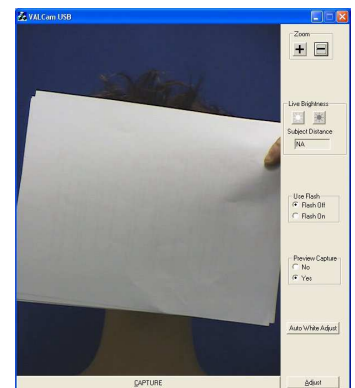 VALCam USB
Zoom
Live Brightness
Subject Distance
NA
Use Flash
Flash Off
Flash On
Preview Capture
No
Yes
Auto White Adjust
CAPTURE
Adjust